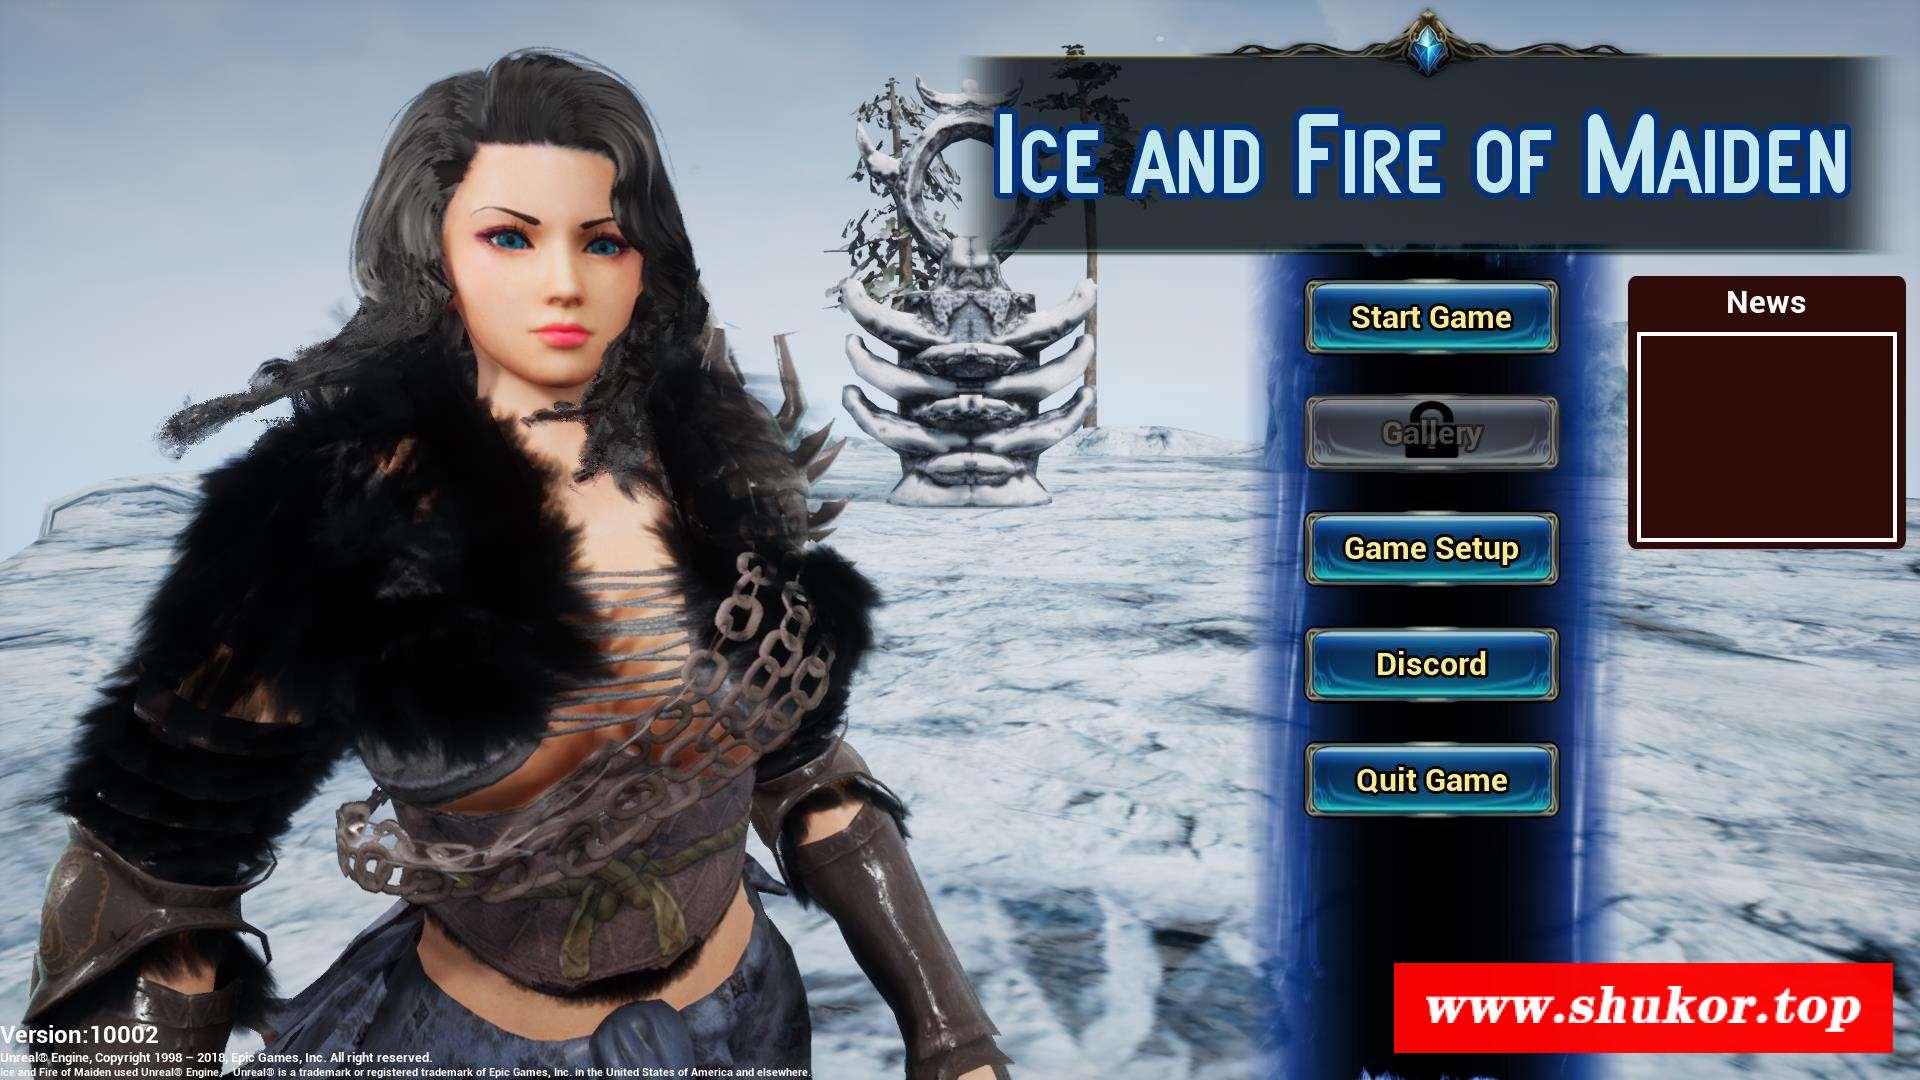 Ice and Fire of Maiden
Start Game
Gallery
Game Setup
Discord
Quit Game
News
www.shukor.top
Version:10002
Unreal® Engine, Copyright 1998 – 2018, Epic Games, Inc. All right reserved.
Ice and Fire of Maiden used Unreal® Engine. Unreal® is a trademark or registered trademark of Epic Games, Inc. in the United States of America and elsewhere.